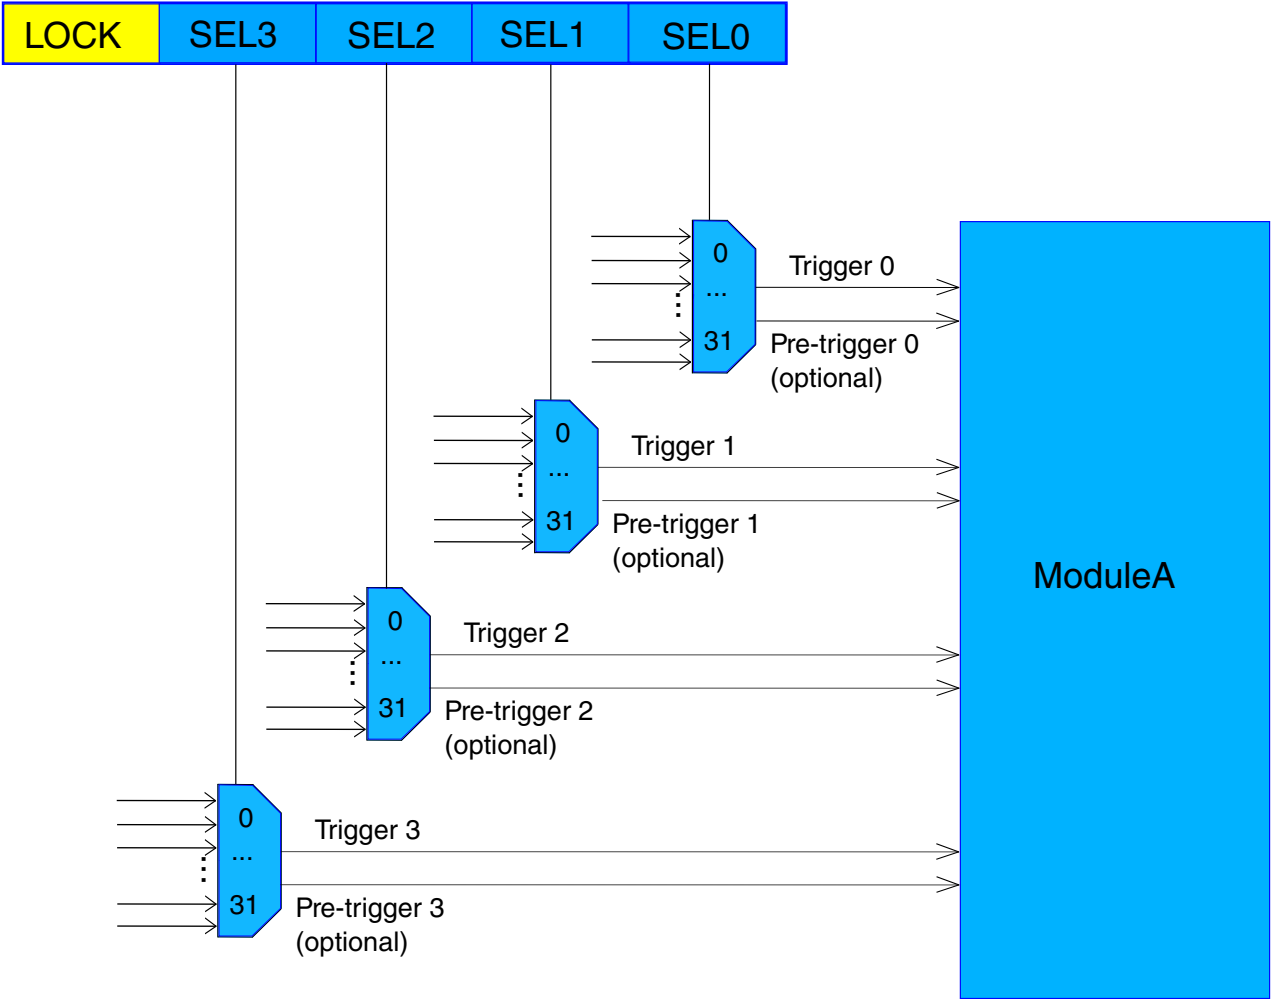 LOCK SEL3 SEL2 SEL1 SEL0
0
...
31
Trigger 0
Pre-trigger 0
(optional)
0
...
31
Trigger 1
Pre-trigger 1
(optional)
ModuleA
0
...
31
Trigger 2
Pre-trigger 2
(optional)
0
...
31
Trigger 3
Pre-trigger 3
(optional)